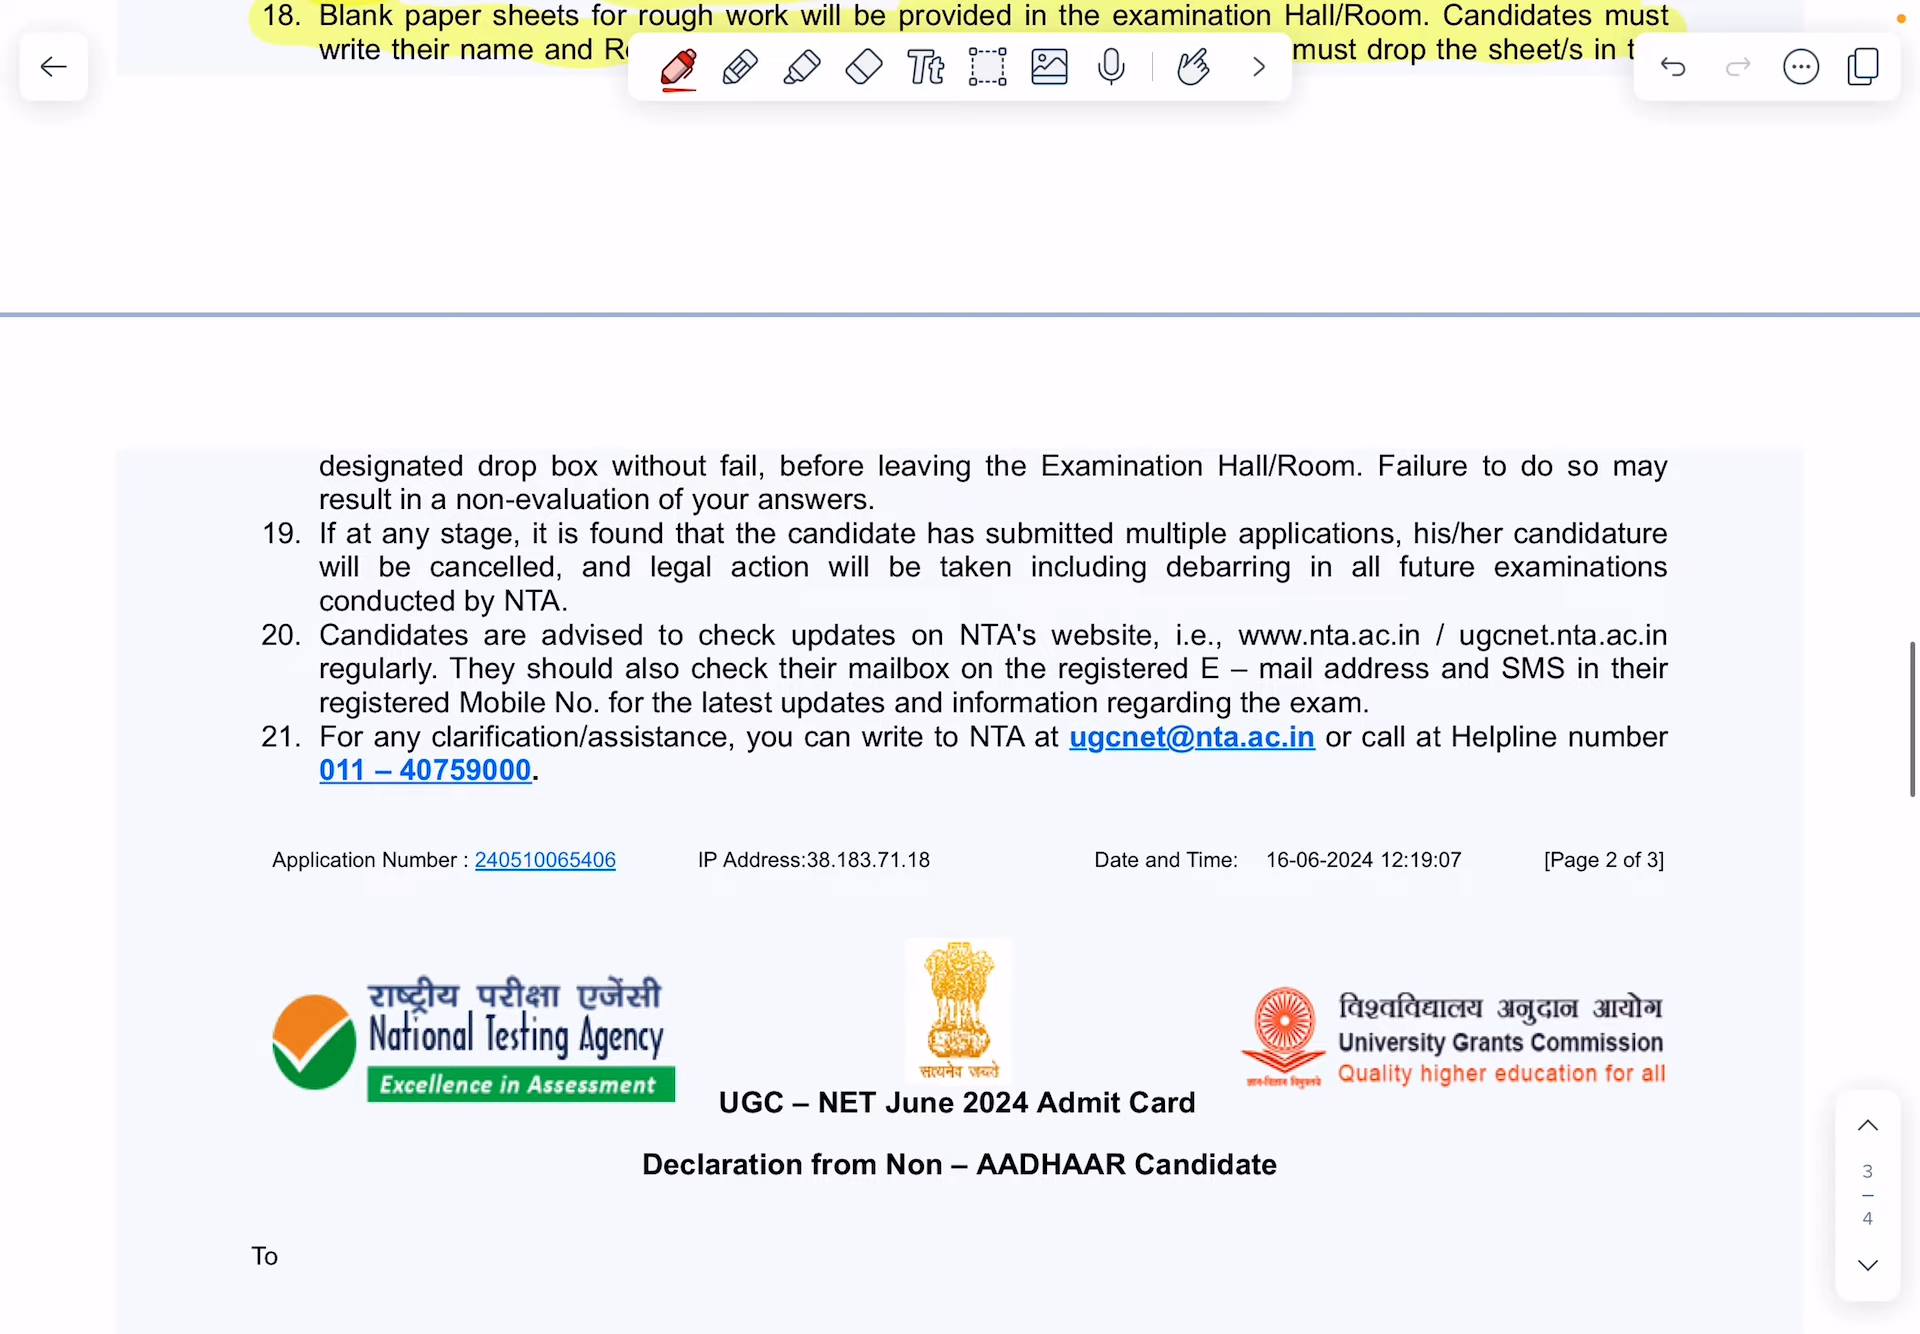 18. Blank paper sheets for rough work will be provided in the examination Hall/Room. Candidates must
write their name and must drop the sheet/s in
Tt
designated drop box without fail, before leaving the Examination Hall/Room. Failure to do so may
result in a non-evaluation of your answers.
19. If at any stage, it is found that the candidate has submitted multiple applications, his/her candidature
will be cancelled, and legal action will be taken including debarring in all future examinations
conducted by NTA.
20. Candidates are advised to check updates on NTA's website, i.e., www.nta.ac.in / ugcnet.nta.ac.in
regularly. They should also check their mailbox on the registered E – mail address and SMS in their
registered Mobile No. for the latest updates and information regarding the exam.
21. For any clarification/assistance, you can write to NTA at ugcnet@nta.ac.in or call at Helpline number
011 – 40759000.
Application Number : 240510065406 IP Address:38.183.71.18 Date and Time: 16-06-2024 12:19:07 [Page 2 of 3]
राष्ट्रीय परीक्षा एजेंसी
National Testing Agency
Excellence in Assessment
सत्यमेव जयते
विश्वविद्यालय अनुदान आयोग
University Grants Commission
Quality higher education for all
ज्ञान-विज्ञान विमुक्तये
UGC – NET June 2024 Admit Card
Declaration from Non – AADHAAR Candidate
To
3
4